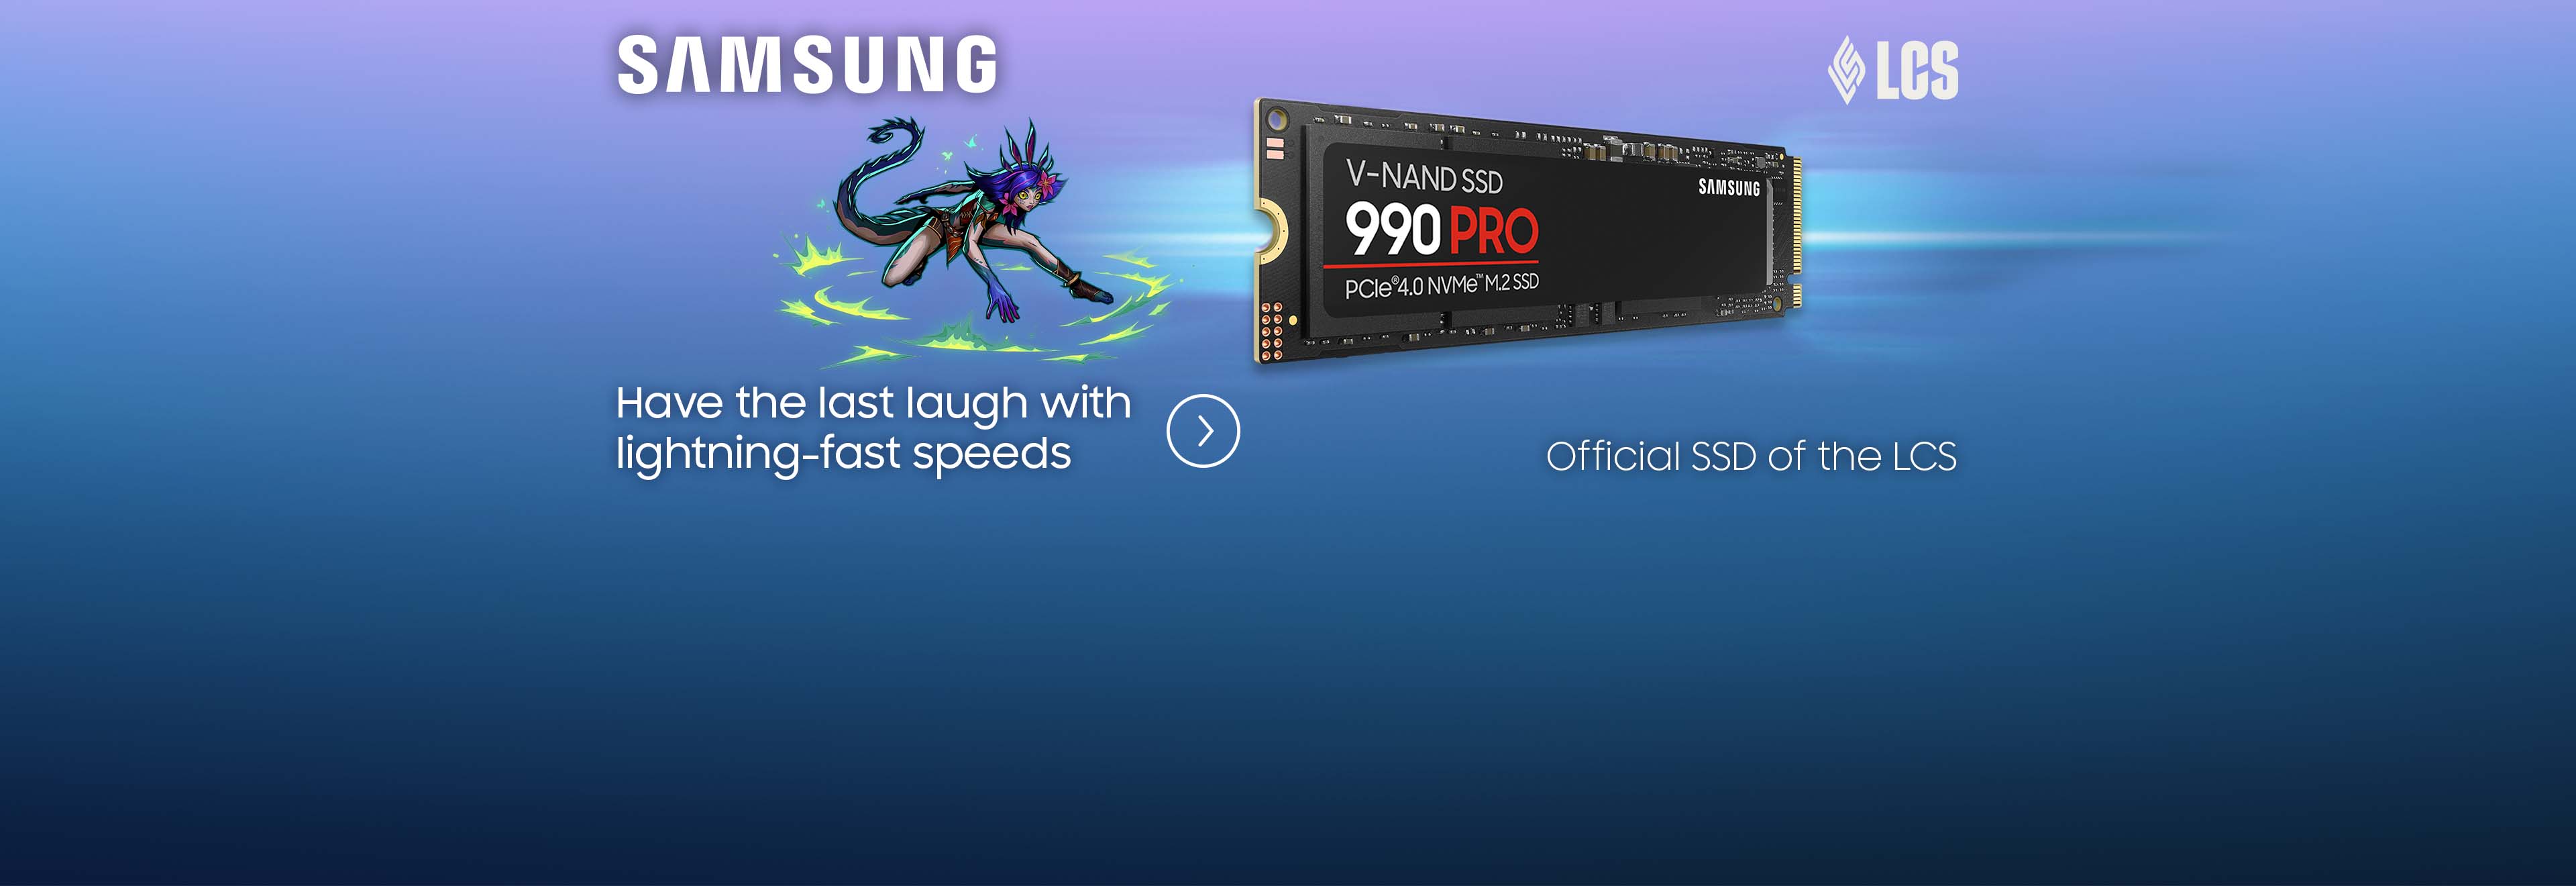 SAMSUNG
LCS
V-NAND SSD
SAMSUNG
990 PRO
PCIe® 4.0 NVMe™ M.2 SSD
Have the last laugh with
lightning-fast speeds
Official SSD of the LCS